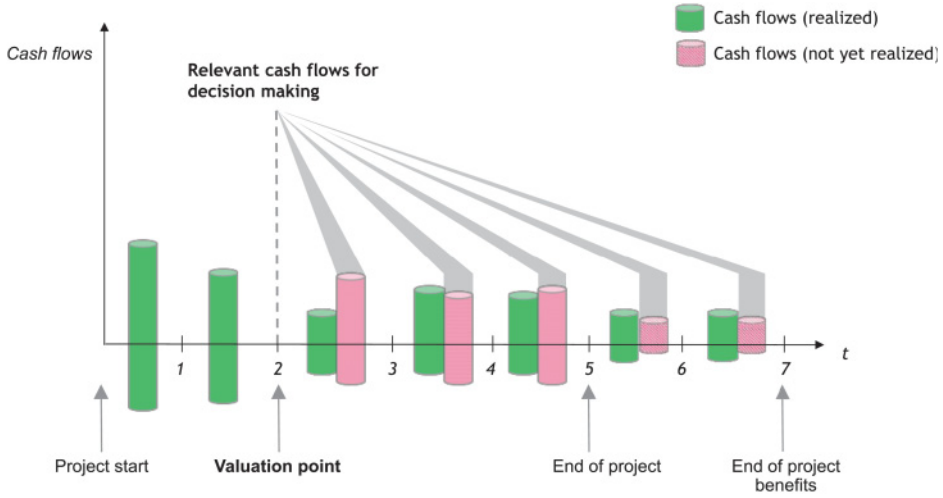 Cash flows
Cash flows (realized)
Cash flows (not yet realized)
Relevant cash flows for
decision making
1
2
3
4
5
6
7
t
Project start
Valuation point
End of project
End of project
benefits